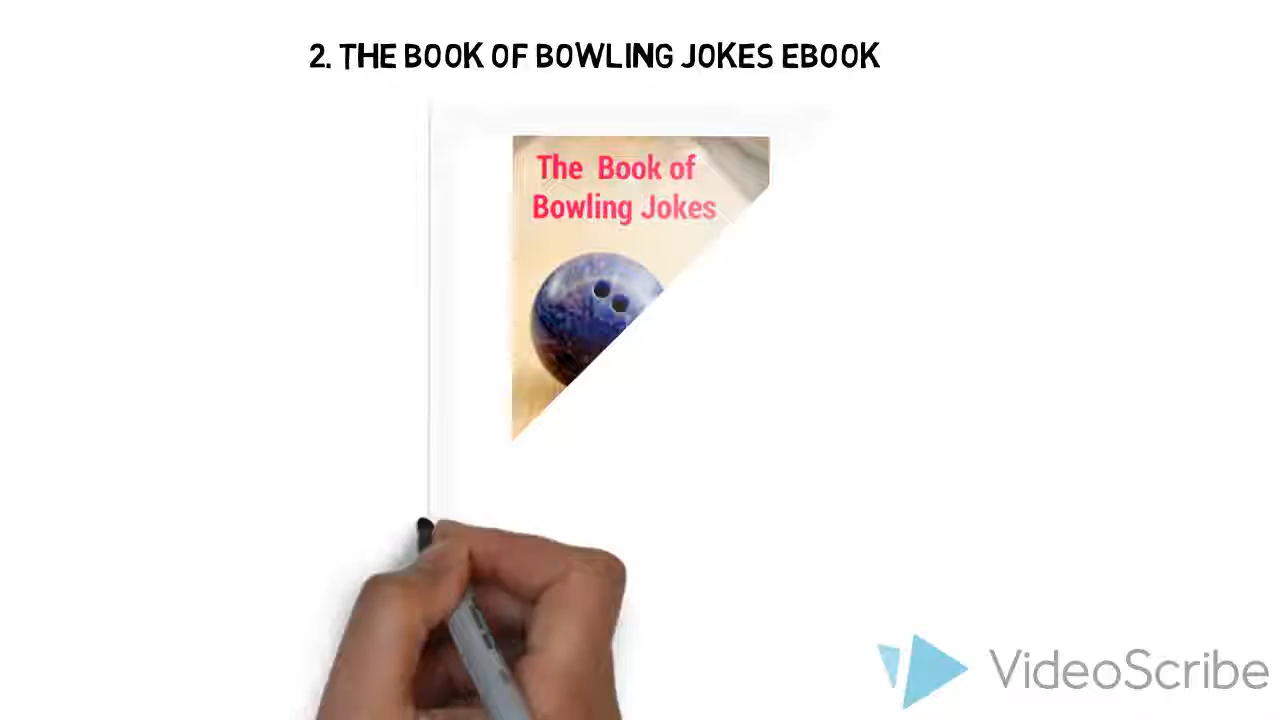 2. THE BOOK OF BOWLING JOKES EBOOK
The Book of
Bowling Jokes
VideoScribe